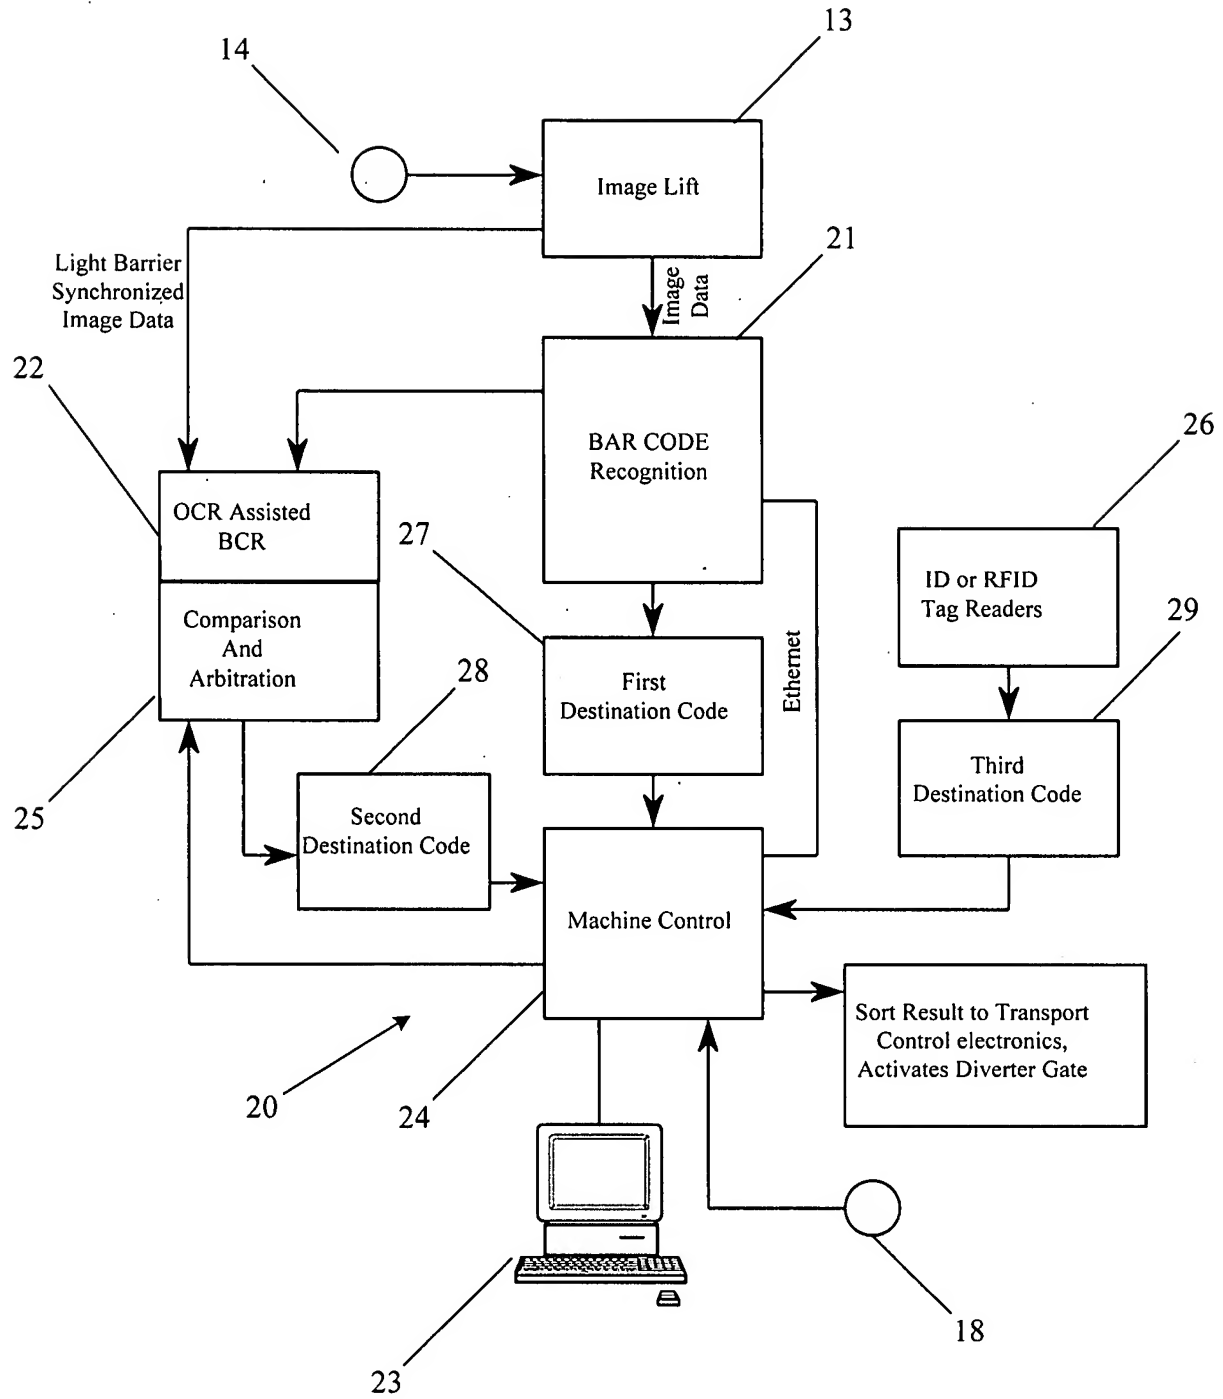 13
14
Image Lift
21
Light Barrier
Synchronized
Image Data
Image
Data
22
BAR CODE
Recognition
26
OCR Assisted
BCR
27
ID or RFID
Tag Readers
29
Comparison
And
Arbitration
28
First
Destination Code
Ethernet
Third
Destination Code
25
Second
Destination Code
Machine Control
Sort Result to Transport
Control electronics,
Activates Diverter Gate
20
24
23
18